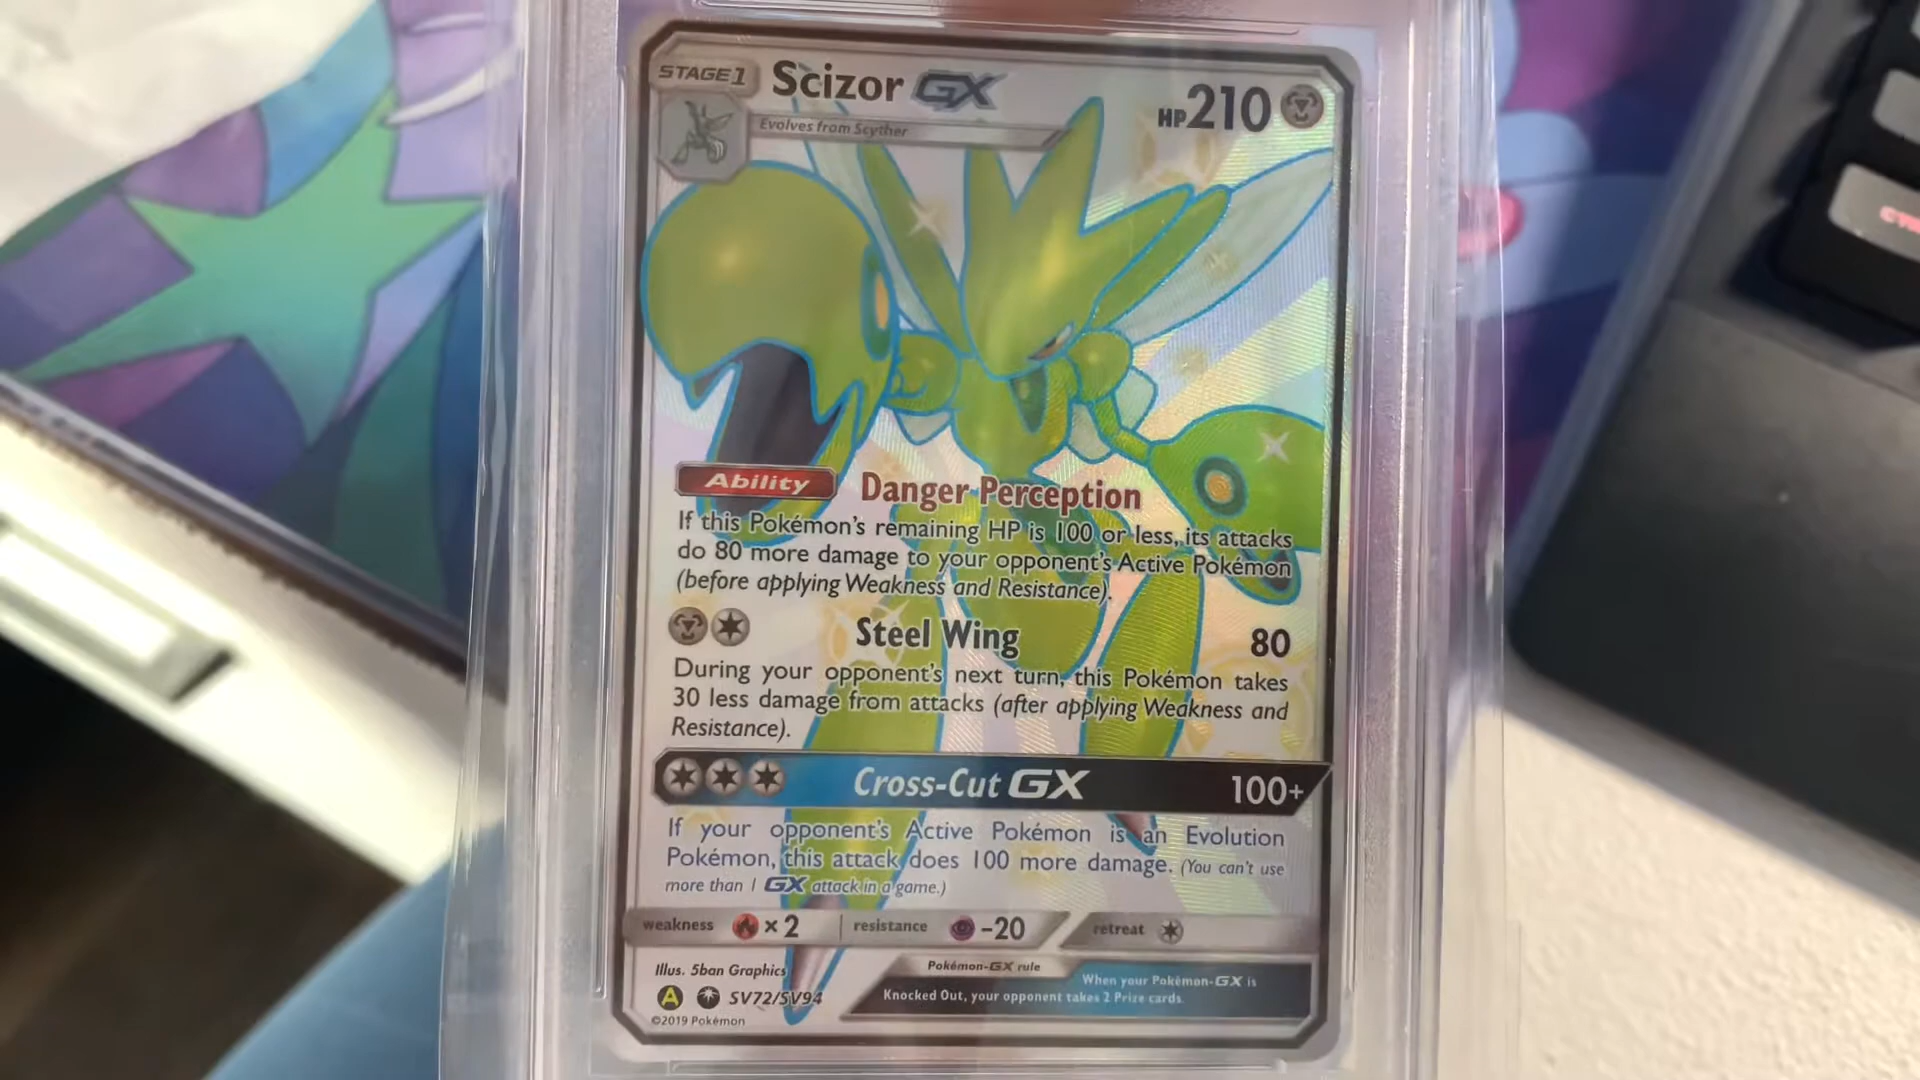 STAGE1 Scizor GX HP210
Evolves from Scyther
Ability Danger Perception
If this Pokémon's remaining HP is 100 or less, its attacks
do 80 more damage to your opponent's Active Pokémon
(before applying Weakness and Resistance).
Steel Wing 80
During your opponent's next turn, this Pokémon takes
30 less damage from attacks (after applying Weakness and
Resistance).
Cross-Cut GX 100+
If your opponent's Active Pokémon is an Evolution
Pokémon, this attack does 100 more damage. (You can't use
more than 1 GX attack in a game.)
weakness ×2 resistance -20 retreat
Illus. 5ban Graphics
A SV72/SV94
©2019 Pokémon
Pokémon-GX rule
When your Pokémon-GX is
Knocked Out, your opponent takes 2 Prize cards.